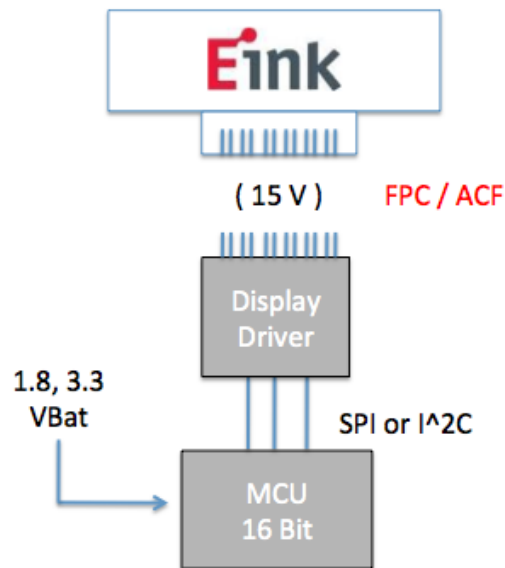 Eink
( 15 V ) FPC / ACF
Display
Driver
1.8, 3.3
VBat
SPI or I^2C
MCU
16 Bit